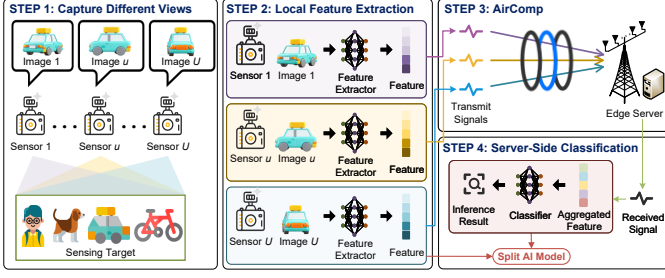 STEP 1: Capture Different Views
Image 1
Image u
Image U
Sensor 1
Sensor u
Sensor U
Sensing Target
STEP 2: Local Feature Extraction
Sensor 1
Image 1
Feature
Extractor
Feature
Sensor u
Image u
Feature
Extractor
Feature
Sensor U
Image U
Feature
Extractor
Feature
STEP 3: AirComp
Transmit
Signals
Edge Server
STEP 4: Server-Side Classification
Inference
Result
Classifier
Aggregated
Feature
Received
Signal
Split AI Model